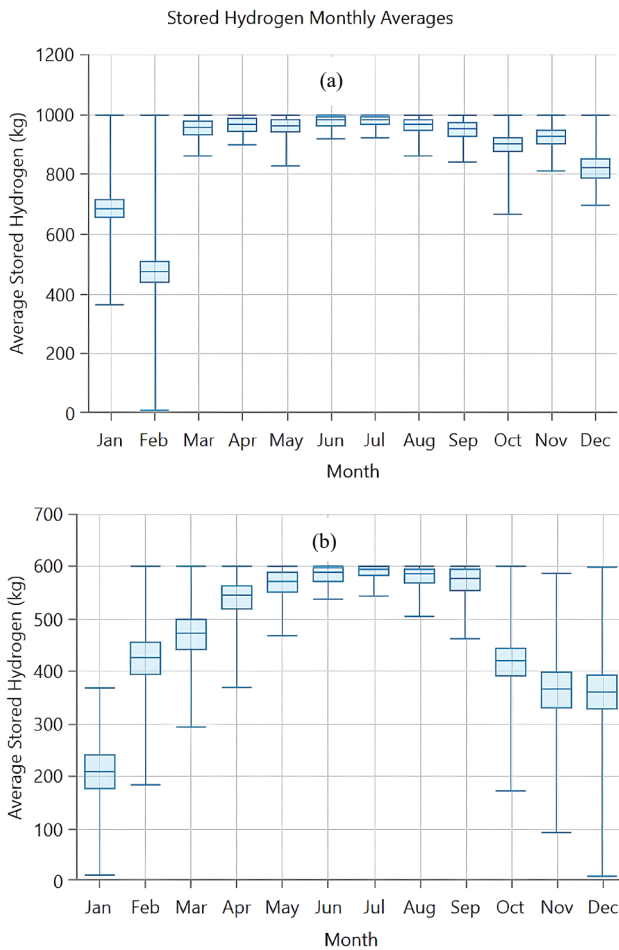 Stored Hydrogen Monthly Averages
(a)
1200
1000
800
600
400
200
0
Average Stored Hydrogen (kg)
Jan Feb Mar Apr May Jun Jul Aug Sep Oct Nov Dec
Month
(b)
700
600
500
400
300
200
100
0
Average Stored Hydrogen (kg)
Jan Feb Mar Apr May Jun Jul Aug Sep Oct Nov Dec
Month